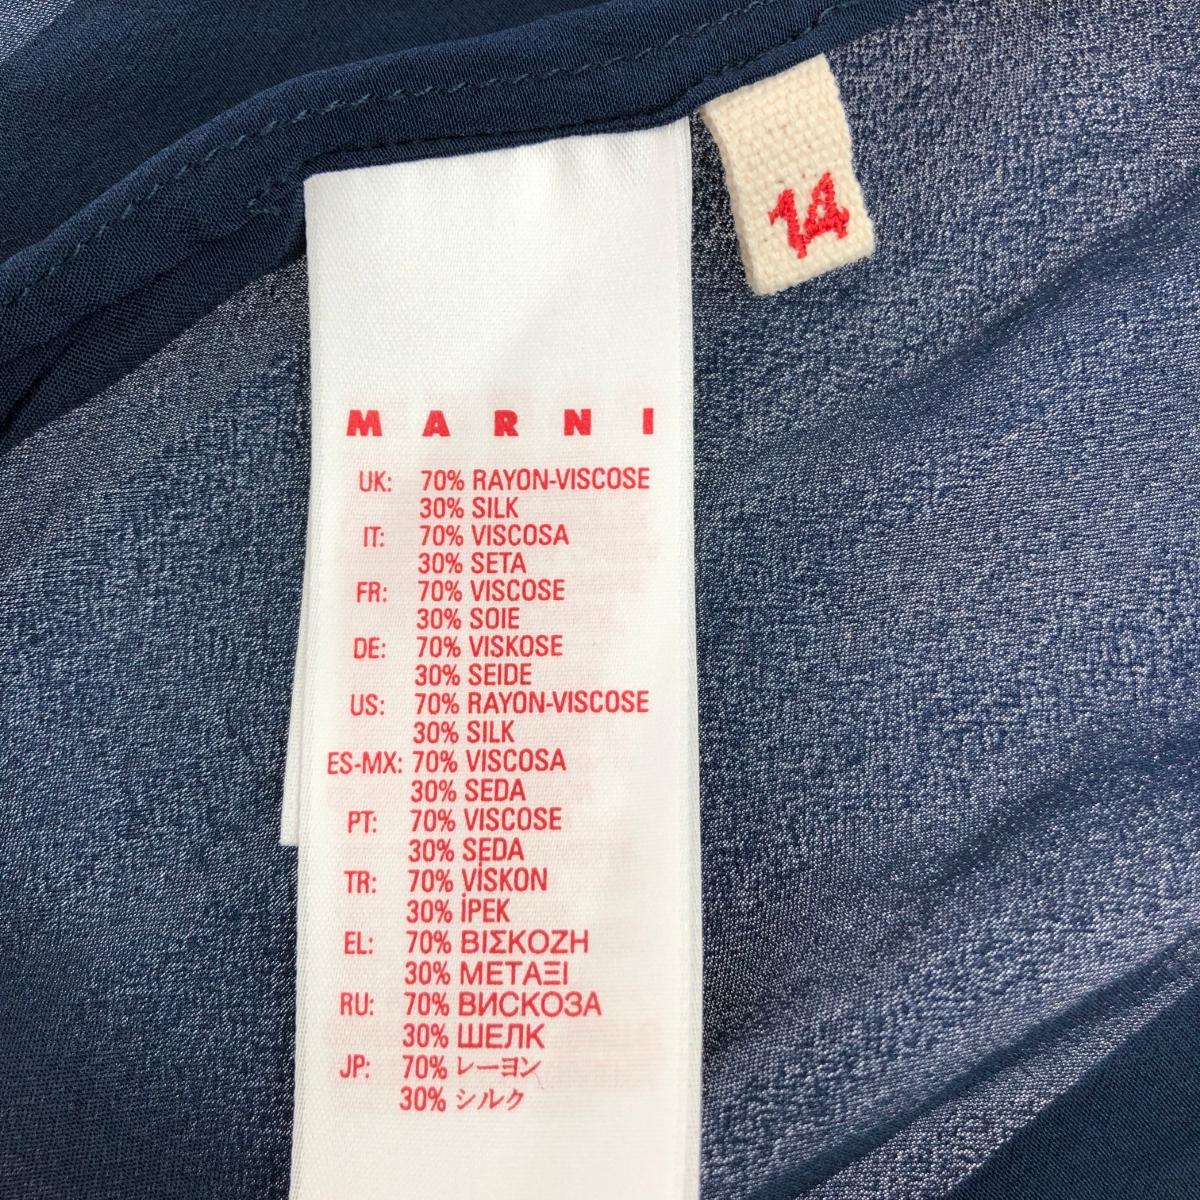 14
MARNI
UK: 70% RAYON-VISCOSE
30% SILK
IT: 70% VISCOSA
30% SETA
FR: 70% VISCOSE
30% SOIE
DE: 70% VISKOSE
30% SEIDE
US: 70% RAYON-VISCOSE
30% SILK
ES-MX: 70% VISCOSA
30% SEDA
PT: 70% VISCOSE
30% SEDA
TR: 70% VİSKON
30% İPEK
EL: 70% ΒΙΣΚΟΖΗ
30% ΜΕΤΑΞΙ
RU: 70% ВИСКОЗА
30% ШЕЛК
JP: 70% レーヨン
30% シルク